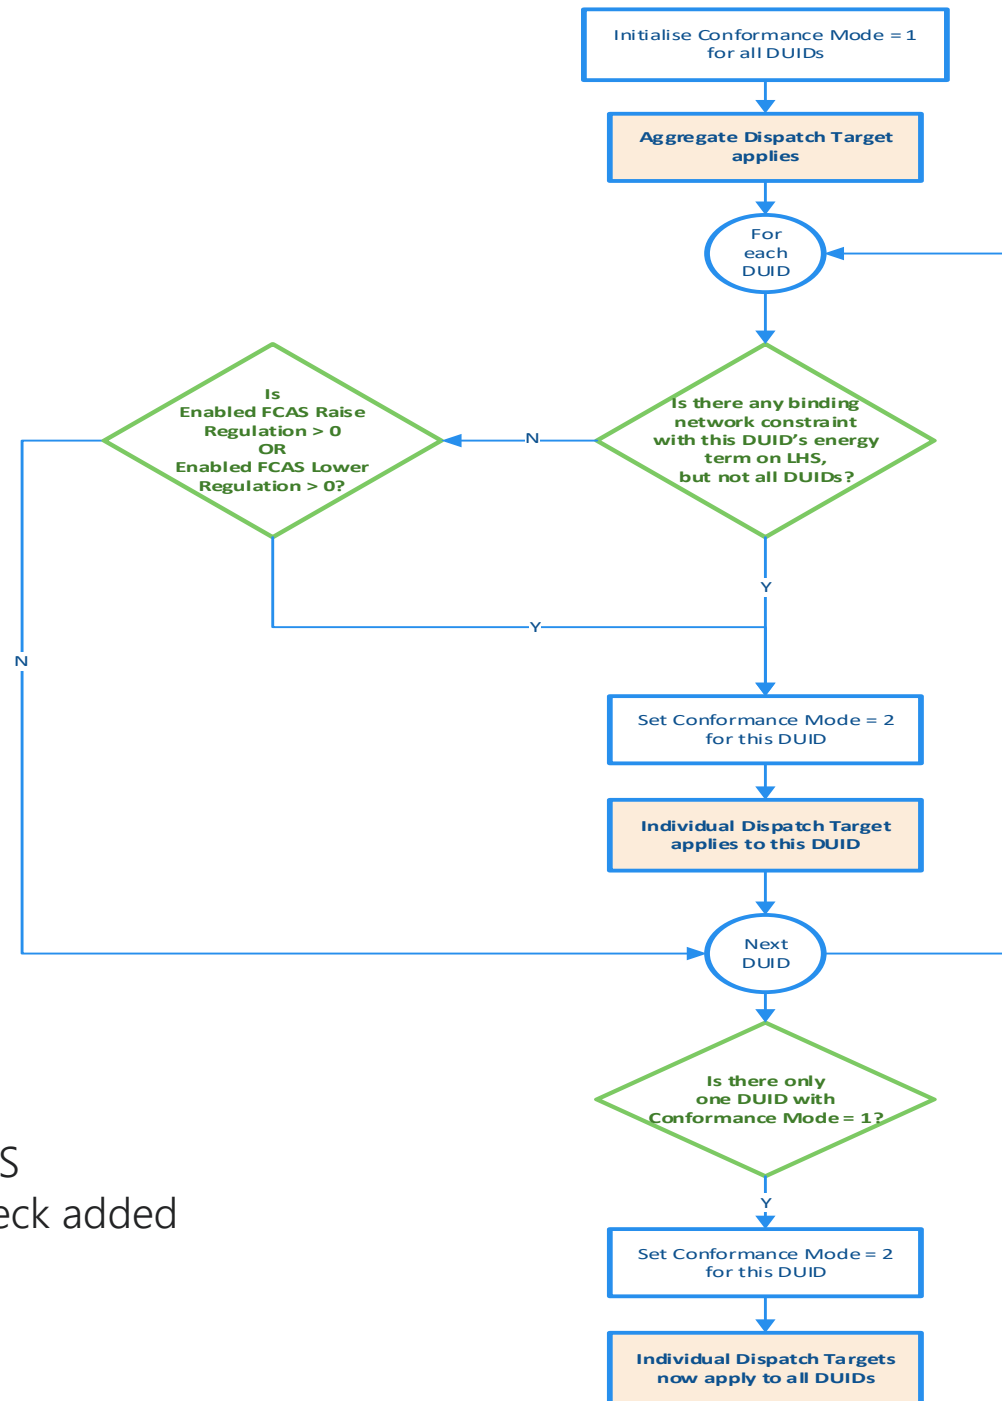 Initialise Conformance Mode = 1
for all DUIDs
Aggregate Dispatch Target
applies
For
each
DUID
Is there any binding
network constraint
with this DUID's energy
term on LHS,
but not all DUIDs?
Is
Enabled FCAS Raise
Regulation > 0
OR
Enabled FCAS Lower
Regulation > 0?
N
Y
Y
N
Set Conformance Mode = 2
for this DUID
Individual Dispatch Target
applies to this DUID
Next
DUID
Is there only
one DUID with
Conformance Mode = 1?
Y
Set Conformance Mode = 2
for this DUID
Individual Dispatch Targets
now apply to all DUIDs
added